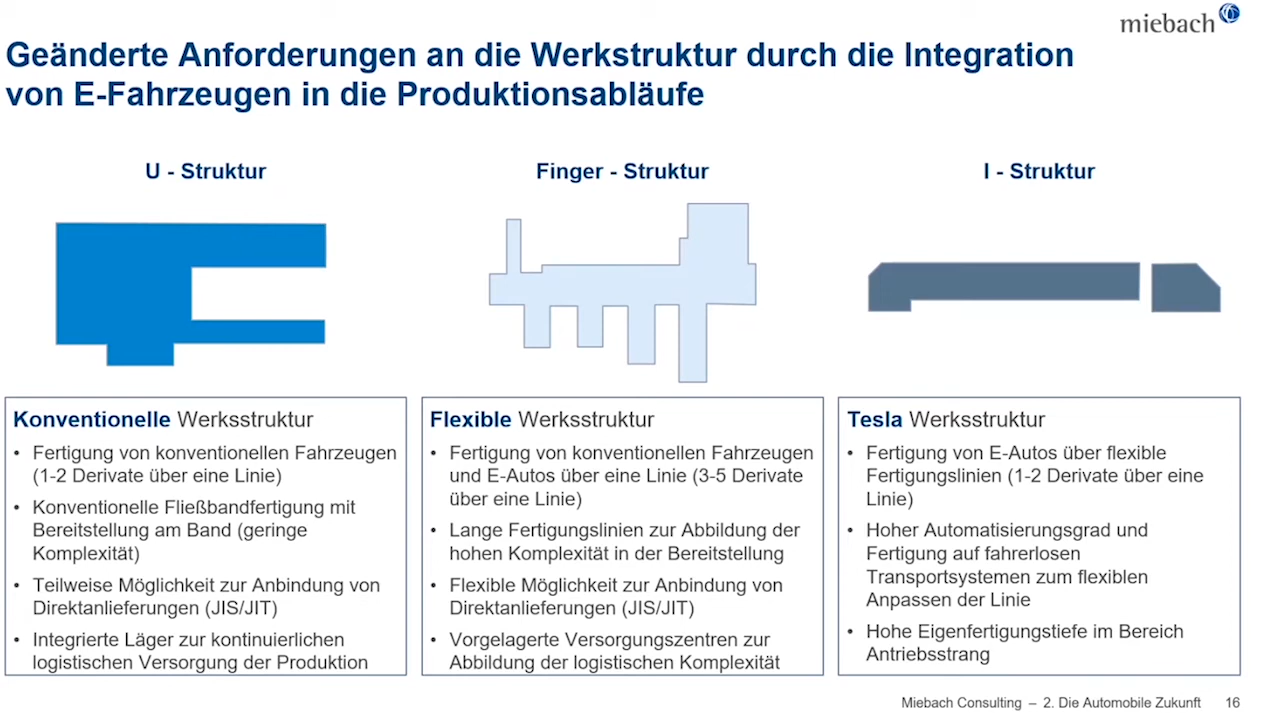 miebach
Geänderte Anforderungen an die Werkstruktur durch die Integration
von E-Fahrzeugen in die Produktionsabläufe
U - Struktur
Finger - Struktur
I - Struktur
Konventionelle Werksstruktur
• Fertigung von konventionellen Fahrzeugen
(1-2 Derivate über eine Linie)
• Konventionelle Fließbandfertigung mit
Bereitstellung am Band (geringe
Komplexität)
• Teilweise Möglichkeit zur Anbindung von
Direktanlieferungen (JIS/JIT)
• Integrierte Läger zur kontinuierlichen
logistischen Versorgung der Produktion
Flexible Werksstruktur
• Fertigung von konventionellen Fahrzeugen
und E-Autos über eine Linie (3-5 Derivate
über eine Linie)
• Lange Fertigungslinien zur Abbildung der
hohen Komplexität in der Bereitstellung
• Flexible Möglichkeit zur Anbindung von
Direktanlieferungen (JIS/JIT)
• Vorgelagerte Versorgungszentren zur
Abbildung der logistischen Komplexität
Tesla Werksstruktur
• Fertigung von E-Autos über flexible
Fertigungslinien (1-2 Derivate über eine
Linie)
• Hoher Automatisierungsgrad und
Fertigung auf fahrerlosen
Transportsystemen zum flexiblen
Anpassen der Linie
• Hohe Eigenfertigungstiefe im Bereich
Antriebsstrang
Miebach Consulting – 2. Die Automobile Zukunft 16